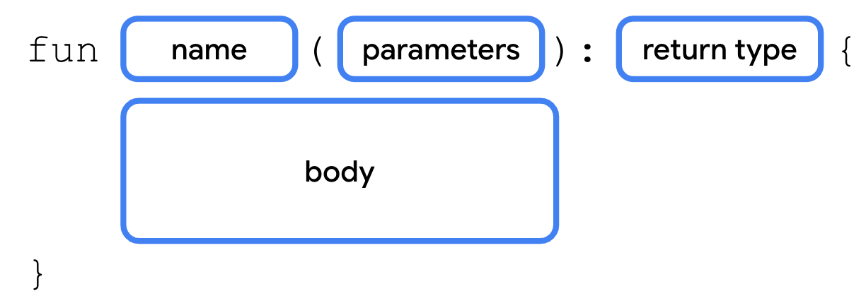 fun name ( parameters ) : return type {
body
}